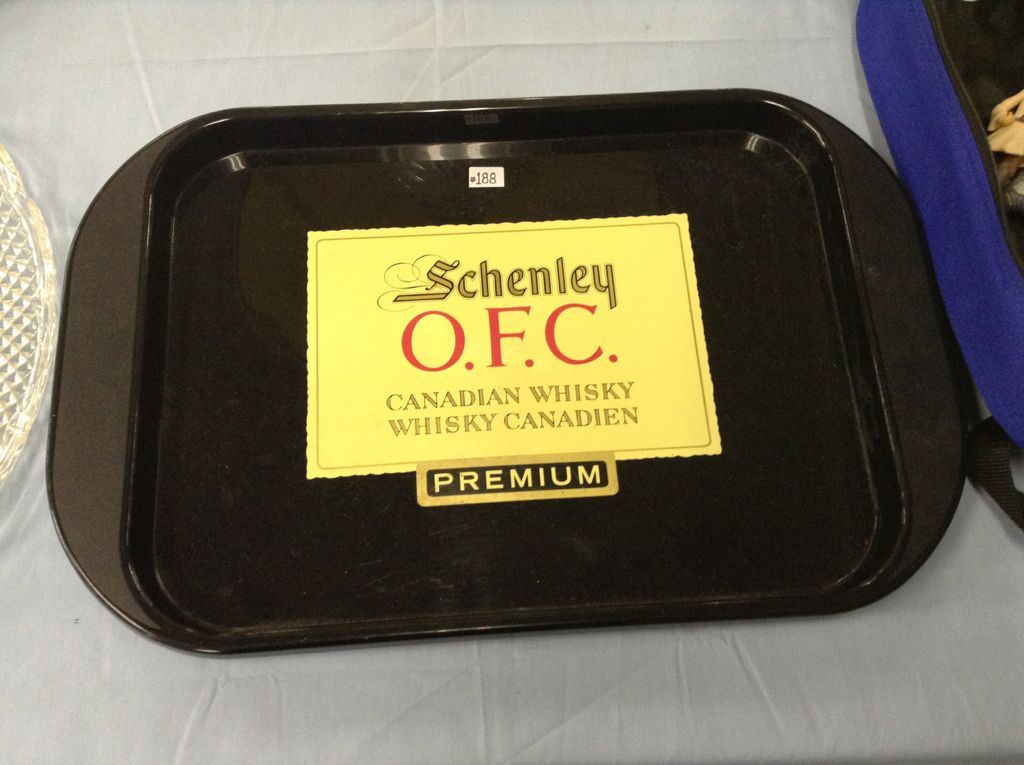 #188
Schenley
O.F.C.
CANADIAN WHISKY
WHISKY CANADIEN
PREMIUM